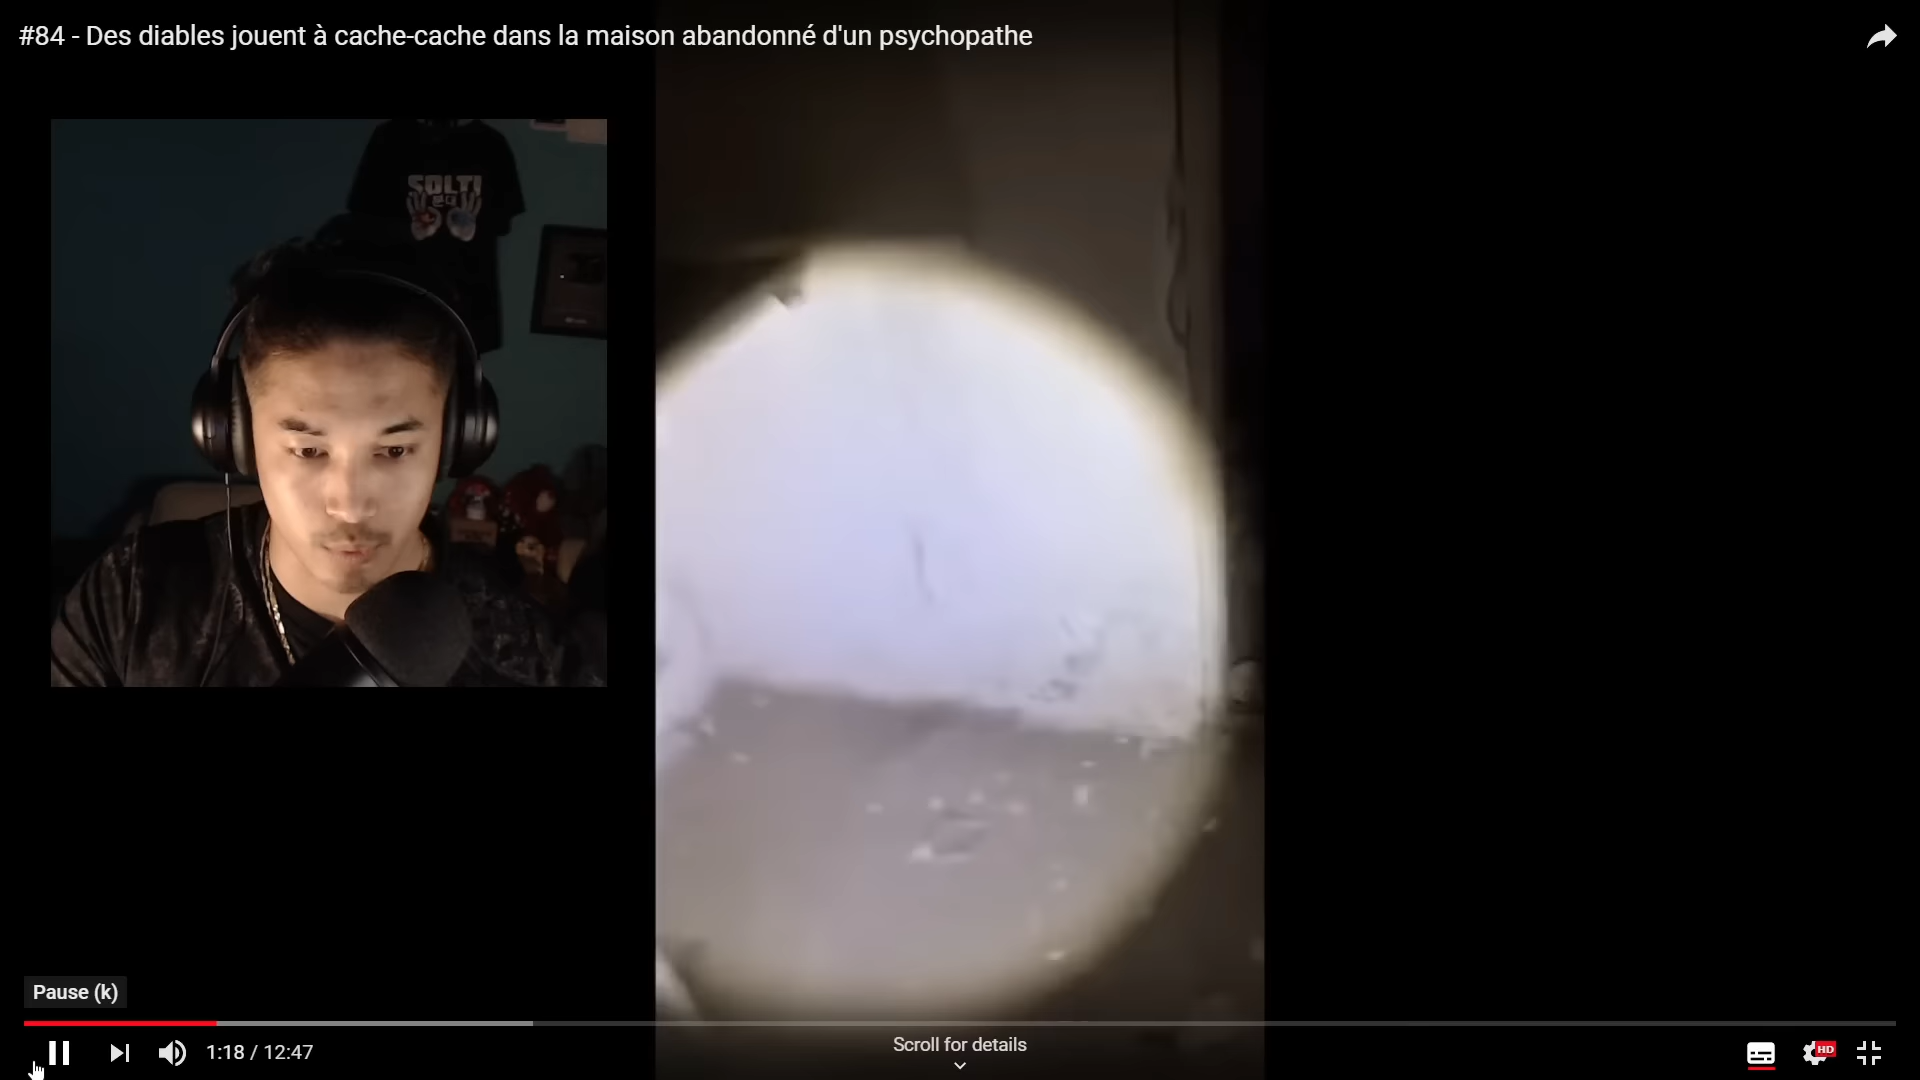 #84 - Des diables jouent à cache-cache dans la maison abandonné d'un psychopathe
SOLTI
Pause (k)
1:18 / 12:47
Scroll for details
HD